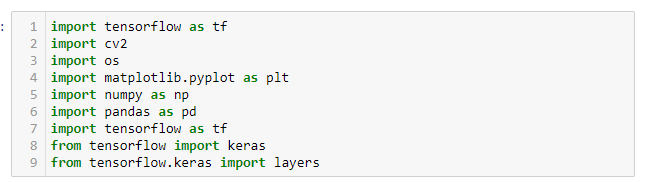 : 1 import tensorflow as tf
2 import cv2
3 import os
4 import matplotlib.pyplot as plt
5 import numpy as np
6 import pandas as pd
7 import tensorflow as tf
8 from tensorflow import keras
9 from tensorflow.keras import layers